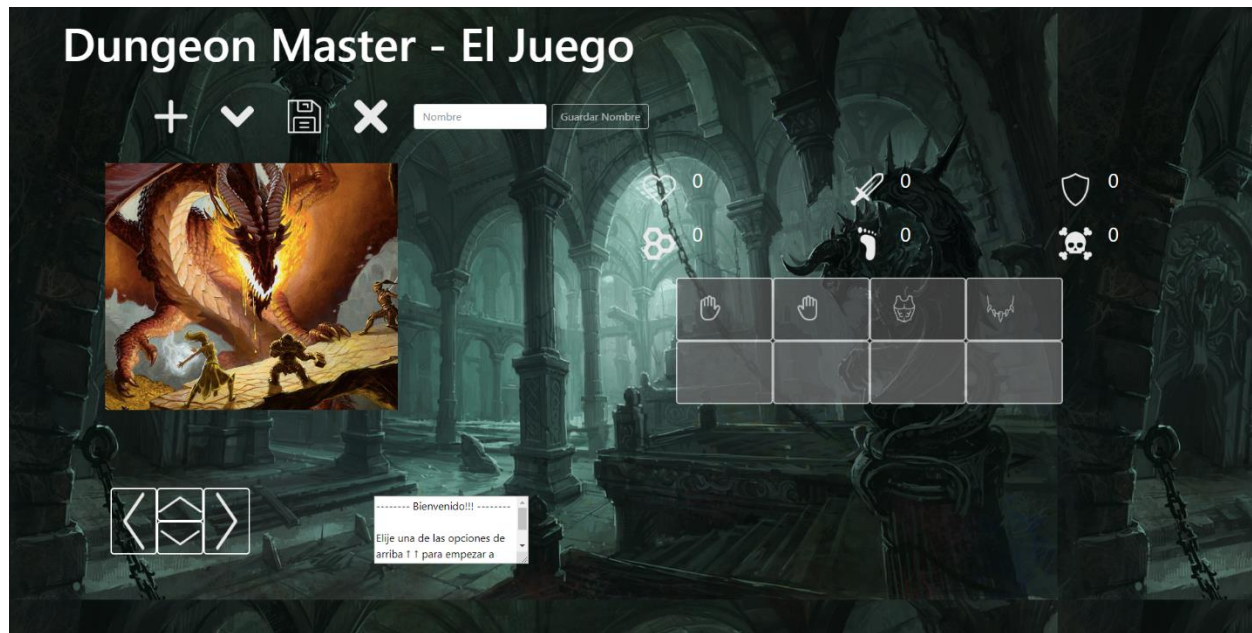 Dungeon Master - El Juego
Nombre
Guardar Nombre
0
0
0
0
0
0
-------- Bienvenido!!! --------
Elije una de las opciones de
arriba ↑ ↑ para empezar a